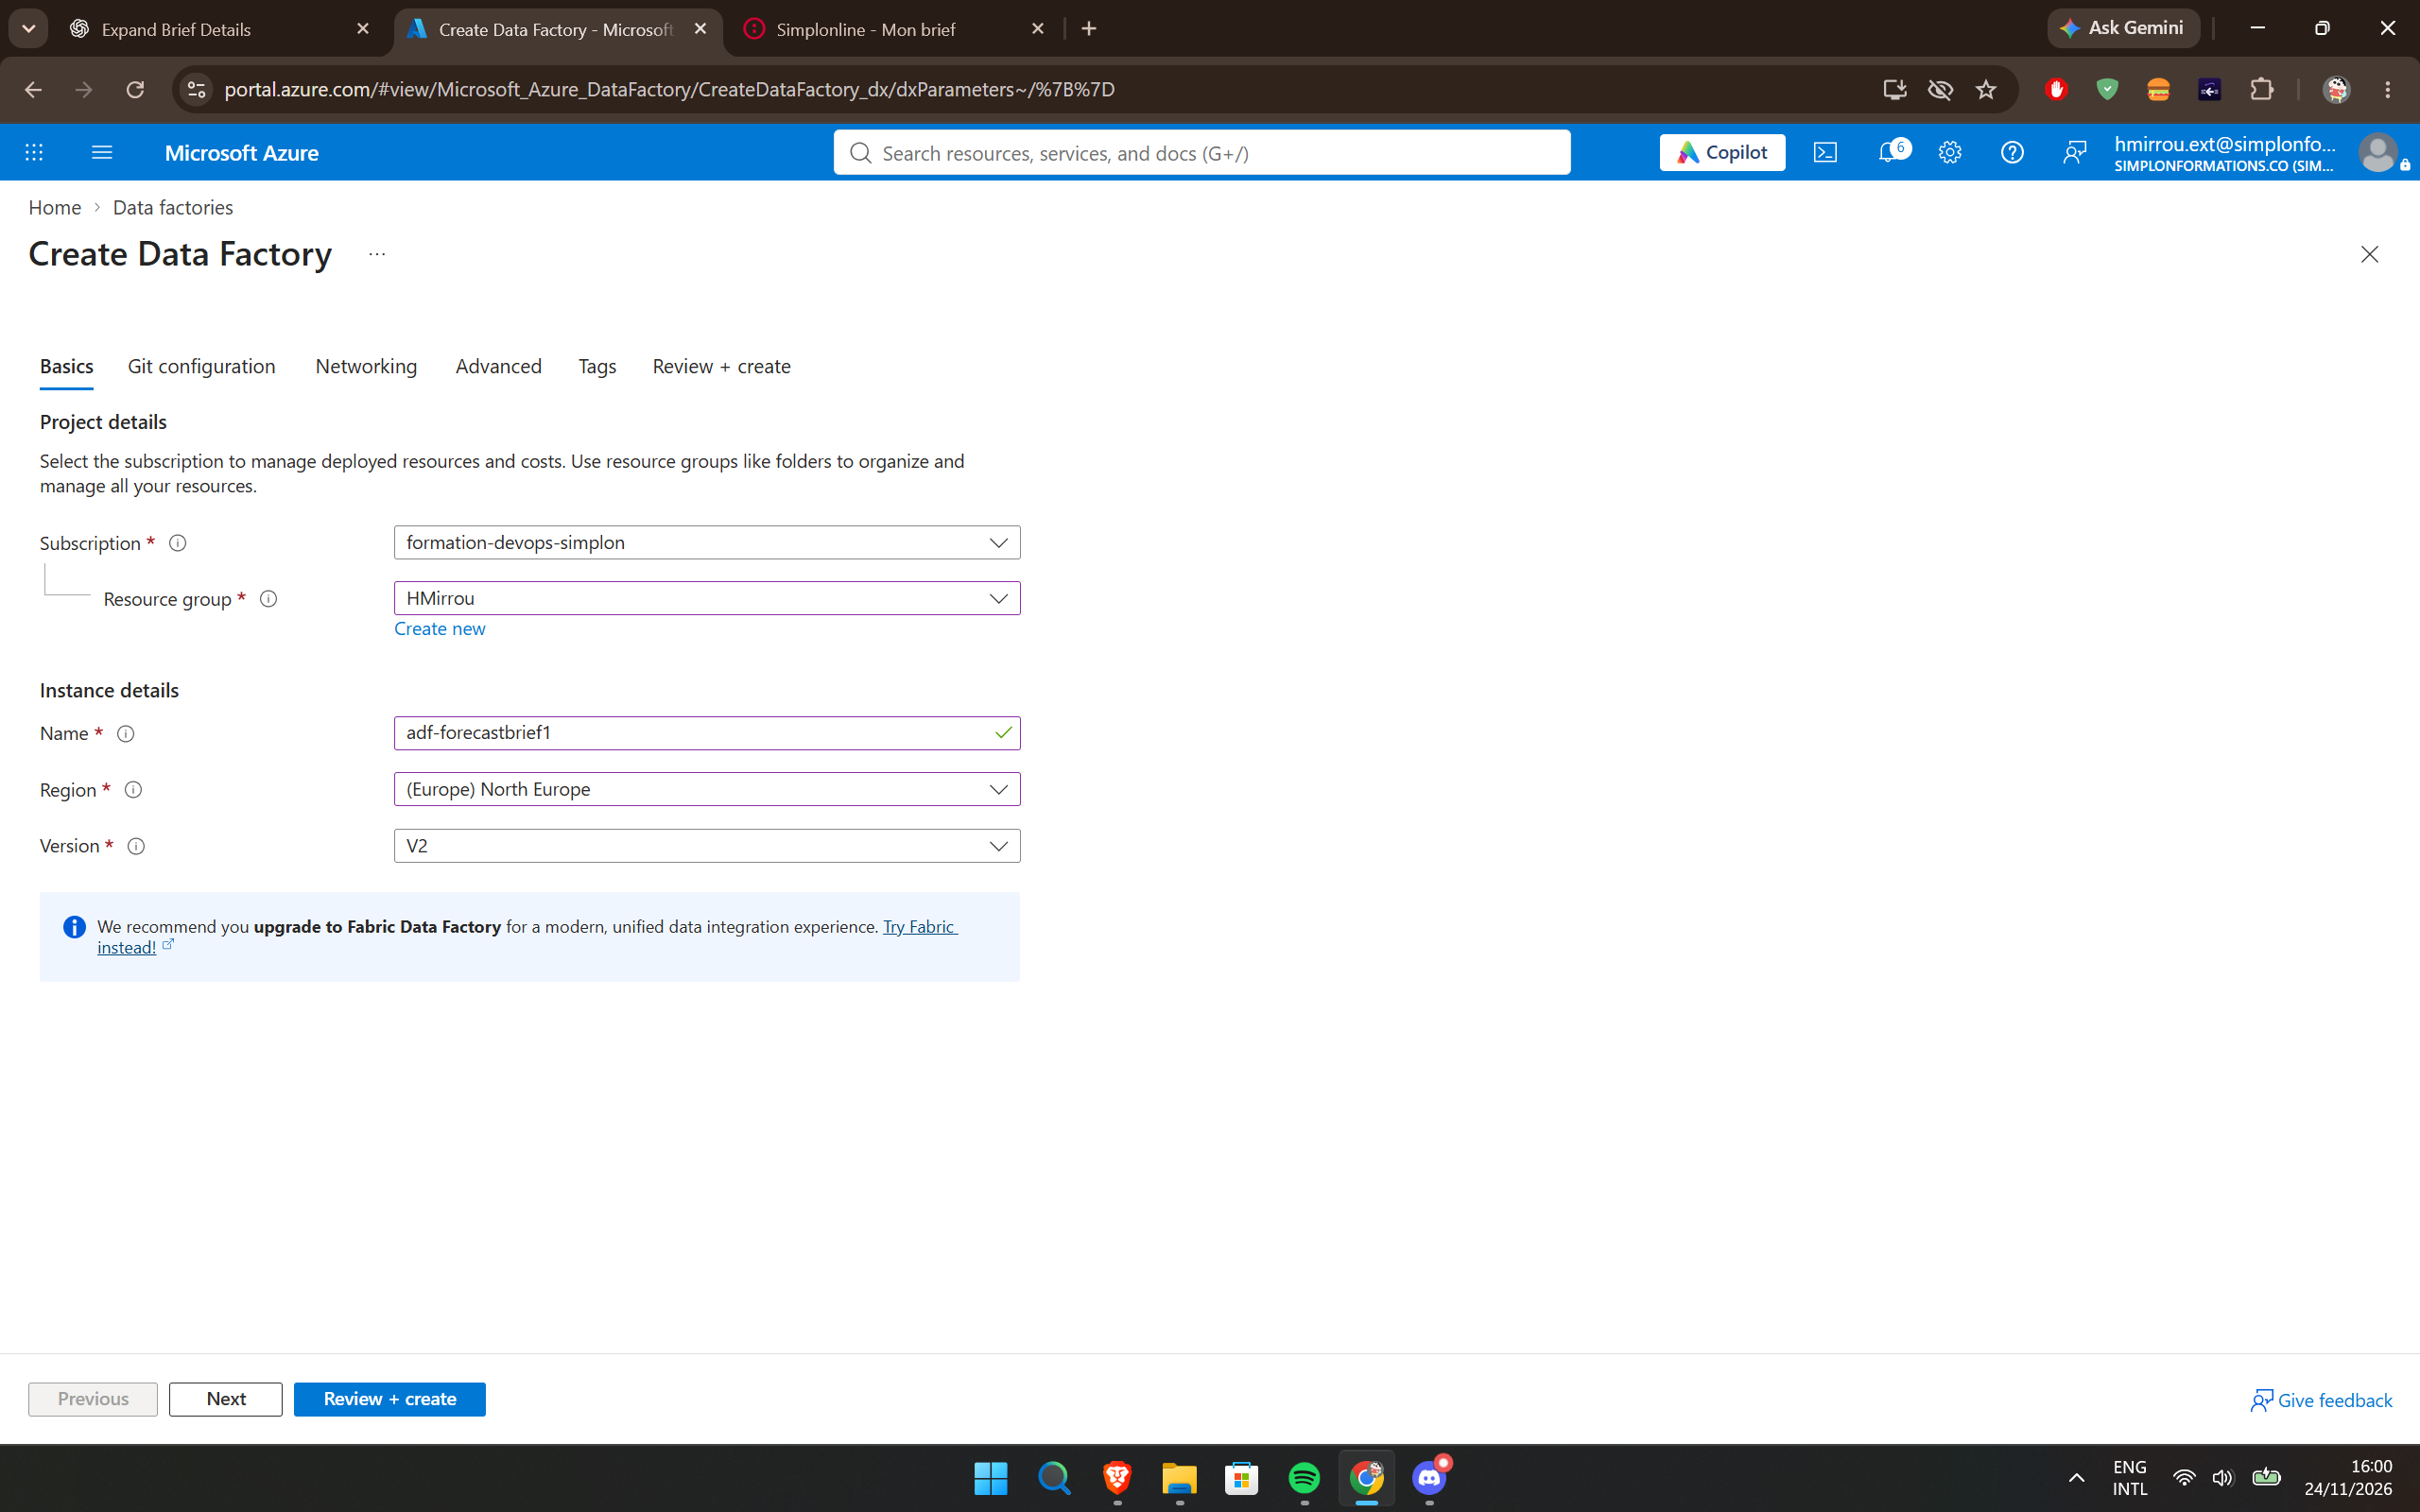 Expand Brief Details
Create Data Factory - Microsoft
Simplonline - Mon brief
Ask Gemini
portal.azure.com/#view/Microsoft_Azure_DataFactory/CreateDataFactory_dx/dxParameters~/%7B%7D
Microsoft Azure
Search resources, services, and docs (G+/)
Copilot
6
hmirrou.ext@simplonfo...
SIMPLONFORMATIONS.CO (SIM...
Home > Data factories
Create Data Factory ...
Basics
Git configuration
Networking
Advanced
Tags
Review + create
Project details
Select the subscription to manage deployed resources and costs. Use resource groups like folders to organize and
manage all your resources.
Subscription *
formation-devops-simplon
Resource group *
HMirrou
Create new
Instance details
Name *
adf-forecastbrief1
Region *
(Europe) North Europe
Version *
V2
We recommend you upgrade to Fabric Data Factory for a modern, unified data integration experience. Try Fabric
instead!
Previous
Next
Review + create
Give feedback
ENG
INTL
16:00
24/11/2026